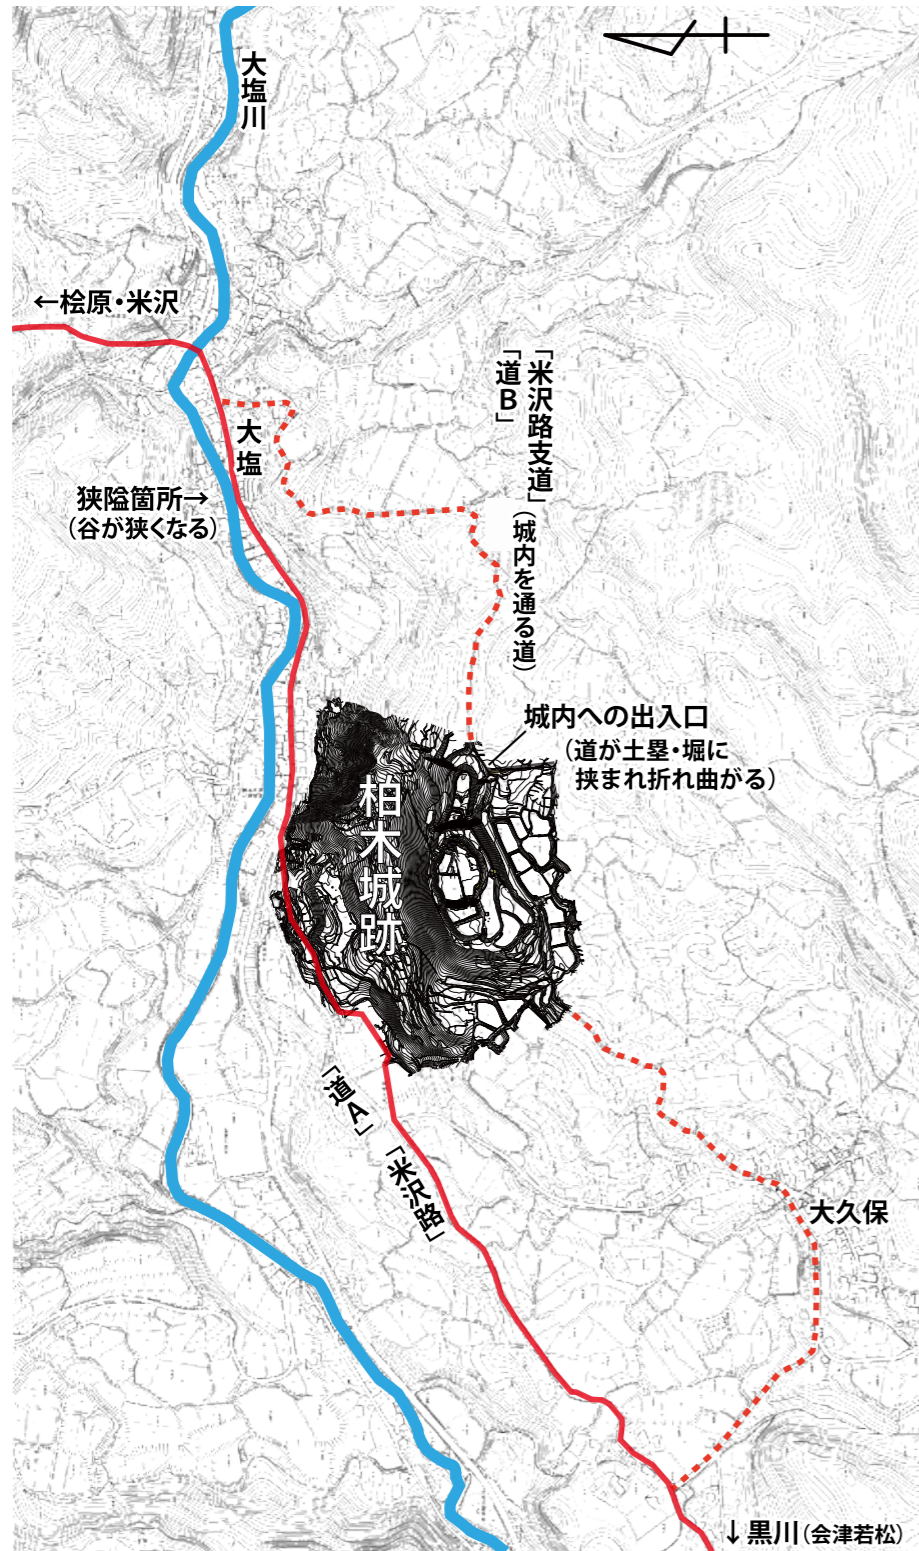 大塩川
←桧原・米沢
「米沢路支道」(城内を通る道)
「道B」
大塩
狭隘箇所→
(谷が狭くなる)
城内への出入口
(道が土塁・堀に
挟まれ折れ曲がる)
柏木城跡
「道A」
「米沢路」
大久保
↓黒川(会津若松)